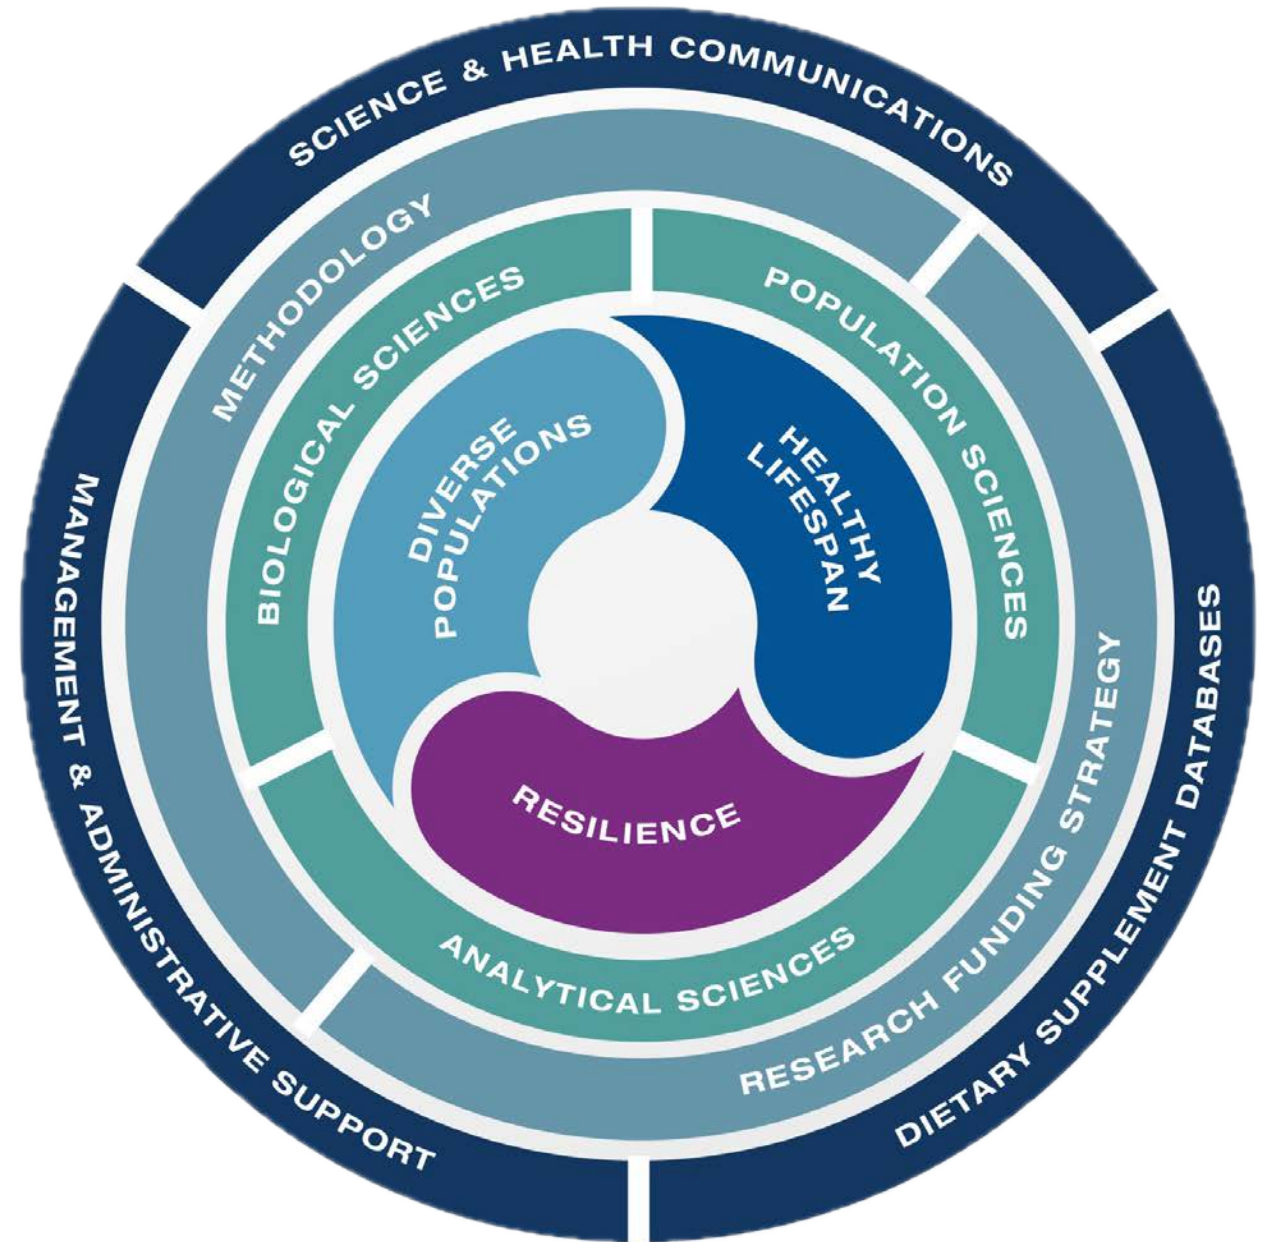 SCIENCE & HEALTH COMMUNICATIONS
METHODOLOGY
BIOLOGICAL SCIENCES
POPULATION SCIENCES
DIVERSE
POPULATIONS
HEALTHY
LIFESPAN
RESILIENCE
ANALYTICAL SCIENCES
RESEARCH FUNDING STRATEGY
MANAGEMENT & ADMINISTRATIVE SUPPORT
DIETARY SUPPLEMENT DATABASES